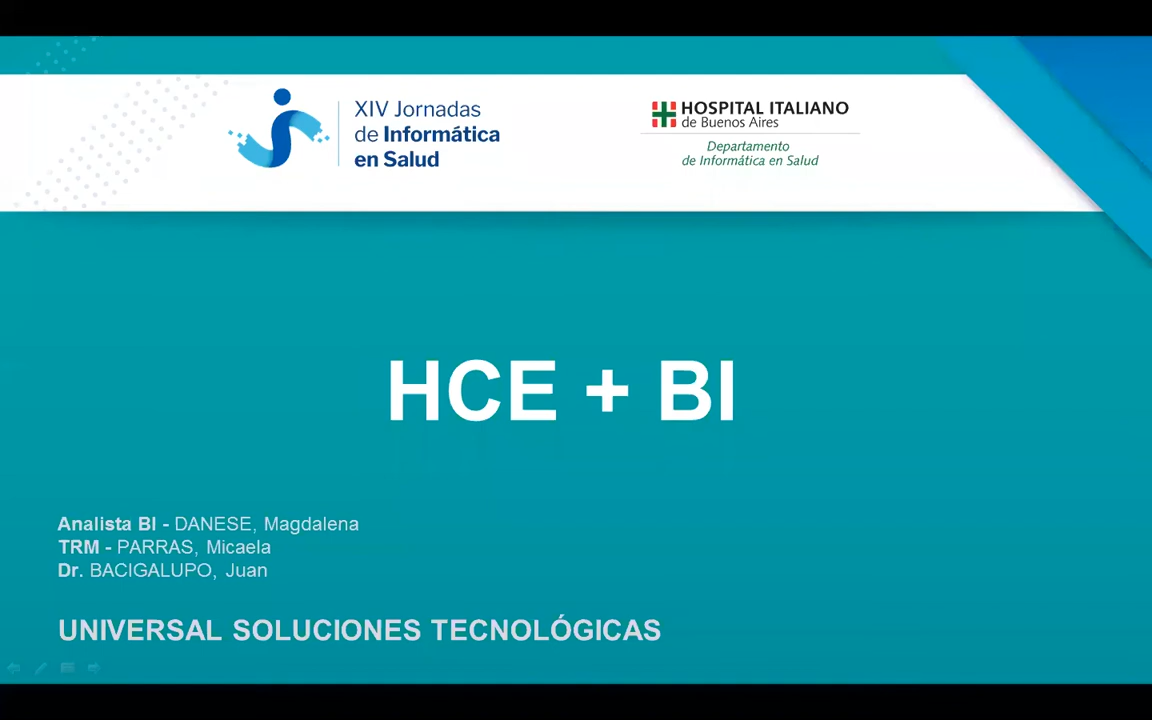 XIV Jornadas
de Informática
en Salud
HOSPITAL ITALIANO
de Buenos Aires
Departamento
de Informática en Salud
HCE + BI
Analista BI - DANESE, Magdalena
TRM - PARRAS, Micaela
Dr. BACIGALUPO, Juan
UNIVERSAL SOLUCIONES TECNOLÓGICAS